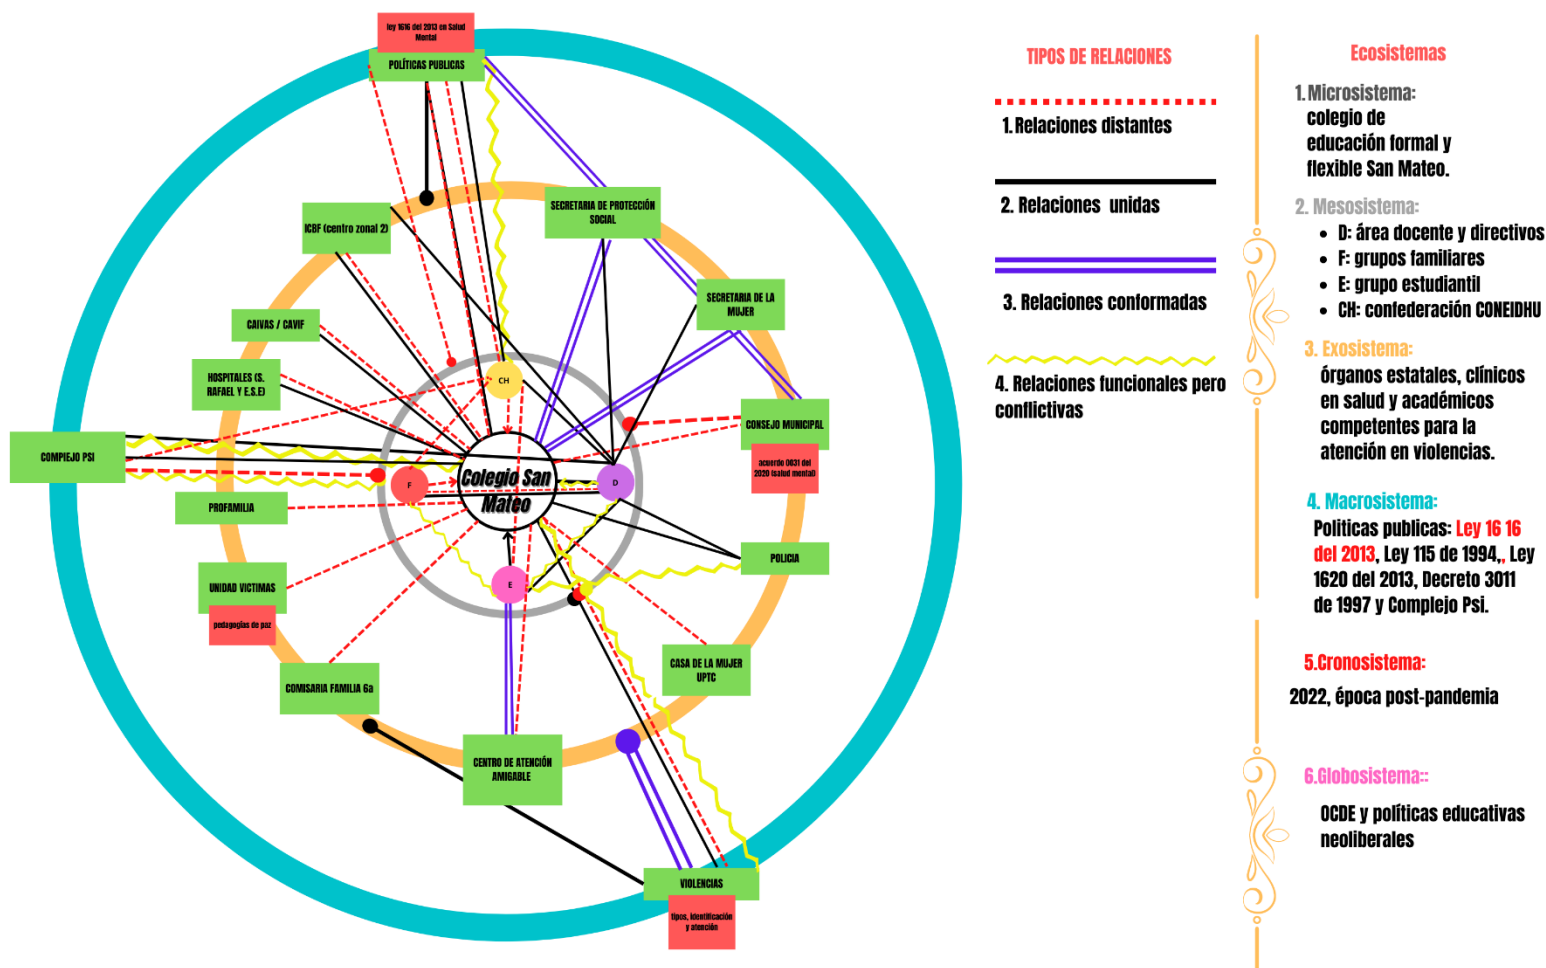 ley 1616 del 2013 en Salud
Mental
POLÍTICAS PUBLICAS
SECRETARIA DE PROTECCIÓN
SOCIAL
ICBF (centro zonal 2)
SECRETARIA DE LA
MUJER
CAIVAS / CAVIF
HOSPITALES (S.
RAFAEL Y E.S.E)
CH
CONSEJO MUNICIPAL
acuerdo 0031 del
2020 (salud mental)
COMPlEJO PSI
Colegio San
Mateo
F
D
PROFAMILIA
POLICIA
UNIDAD VICTIMAS
pedagogías de paz
E
CASA DE LA MUJER
UPTC
COMISARIA FAMILIA 6a
CENTRO DE ATENCIÓN
AMIGABLE
VIOLENCIAS
tipos, identificación
y atención
TIPOS DE RELACIONES
1. Relaciones distantes
2. Relaciones unidas
3. Relaciones conformadas
4. Relaciones funcionales pero
conflictivas
Ecosistemas
1. Microsistema:
colegio de
educación formal y
flexible San Mateo.
2. Mesosistema:
• D: área docente y directivos
• F: grupos familiares
• E: grupo estudiantil
• CH: confederación CONEIDHU
3. Exosistema:
órganos estatales, clínicos
en salud y académicos
competentes para la
atención en violencias.
4. Macrosistema:
Políticas publicas: Ley 16 16
del 2013, Ley 115 de 1994,, Ley
1620 del 2013, Decreto 3011
de 1997 y Complejo Psi.
5.Cronosistema:
2022, época post-pandemia
6.Globosistema::
OCDE y políticas educativas
neoliberales